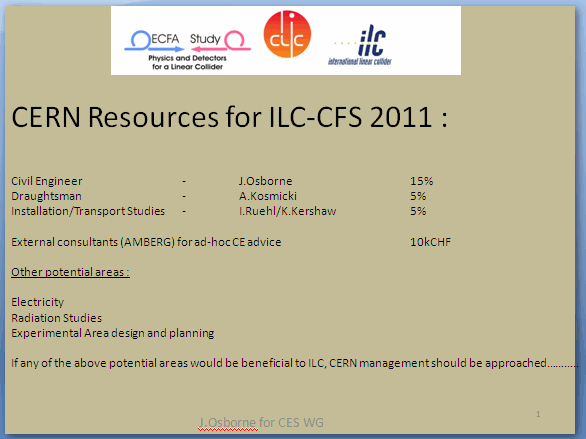 ECFA Study
Physics and Detectors
for a Linear Collider
clic
ilc
international linear collider
CERN Resources for ILC-CFS 2011 :
Civil Engineer - J.Osborne 15%
Draughtsman - A.Kosmicki 5%
Installation/Transport Studies - I.Ruehl/K.Kershaw 5%
External consultants (AMBERG) for ad-hoc CE advice 10kCHF
Other potential areas :
Electricity
Radiation Studies
Experimental Area design and planning
If any of the above potential areas would be beneficial to ILC, CERN management should be approached..........
1
J.Osborne for CES WG